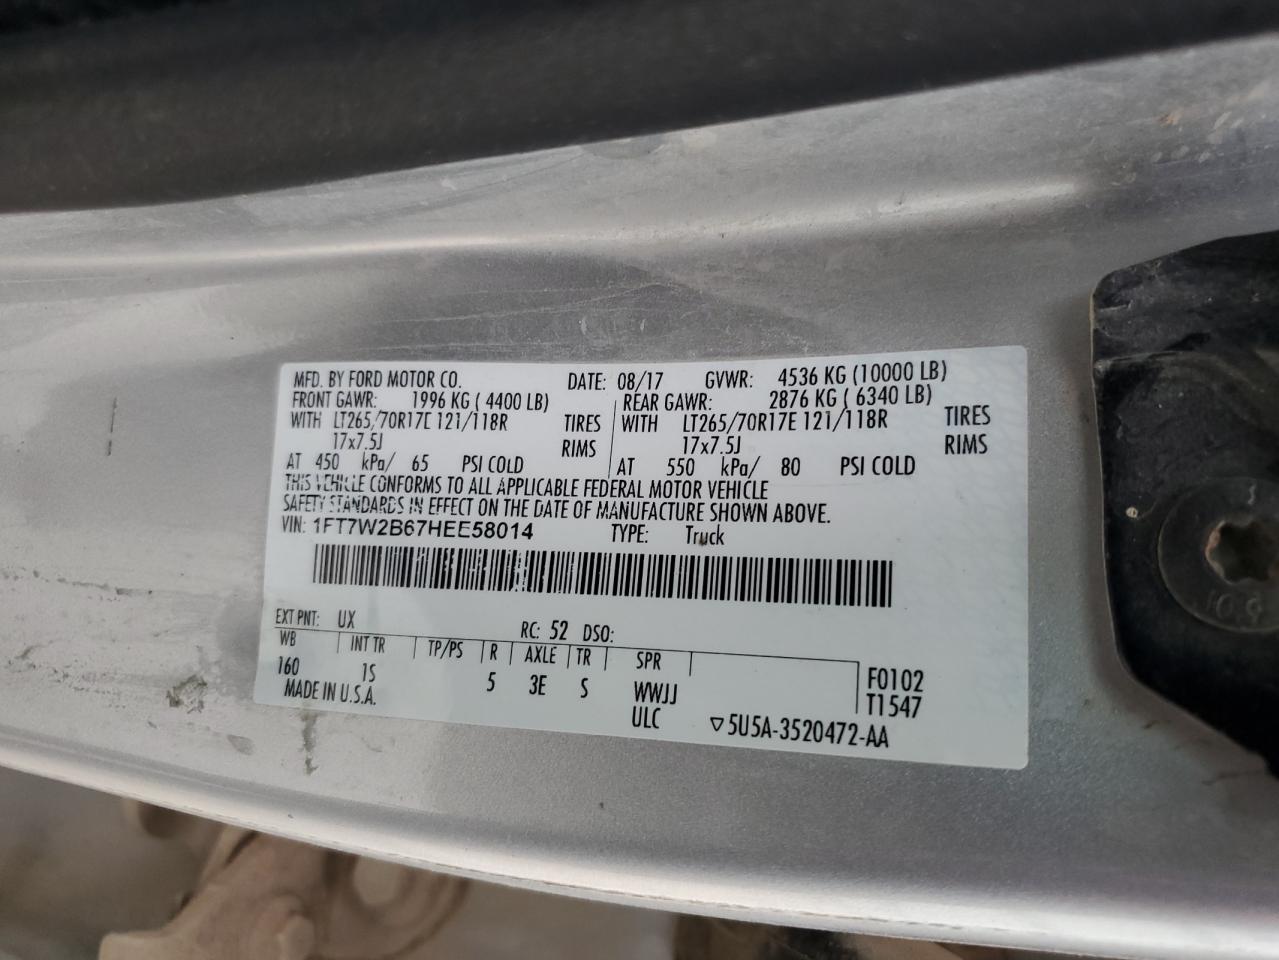 MFD. BY FORD MOTOR CO. DATE: 08/17 GVWR: 4536 KG (10000 LB)
FRONT GAWR: 1996 KG ( 4400 LB) REAR GAWR: 2876 KG ( 6340 LB)
WITH LT265/70R17E 121/118R TIRES WITH LT265/70R17E 121/118R TIRES
17x7.5J RIMS 17x7.5J RIMS
AT 450 kPa/ 65 PSI COLD AT 550 kPa/ 80 PSI COLD
THIS VEHICLE CONFORMS TO ALL APPLICABLE FEDERAL MOTOR VEHICLE
SAFETY STANDARDS IN EFFECT ON THE DATE OF MANUFACTURE SHOWN ABOVE.
VIN: 1FT7W2B67HEE58014 TYPE: Truck
EXT PNT: UX RC: 52 DSO:
WB INT TR TP/PS R AXLE TR SPR
160 1S 5 3E S WWJJ F0102
MADE IN U.S.A. ULC T1547
▽5U5A-3520472-AA
10.9